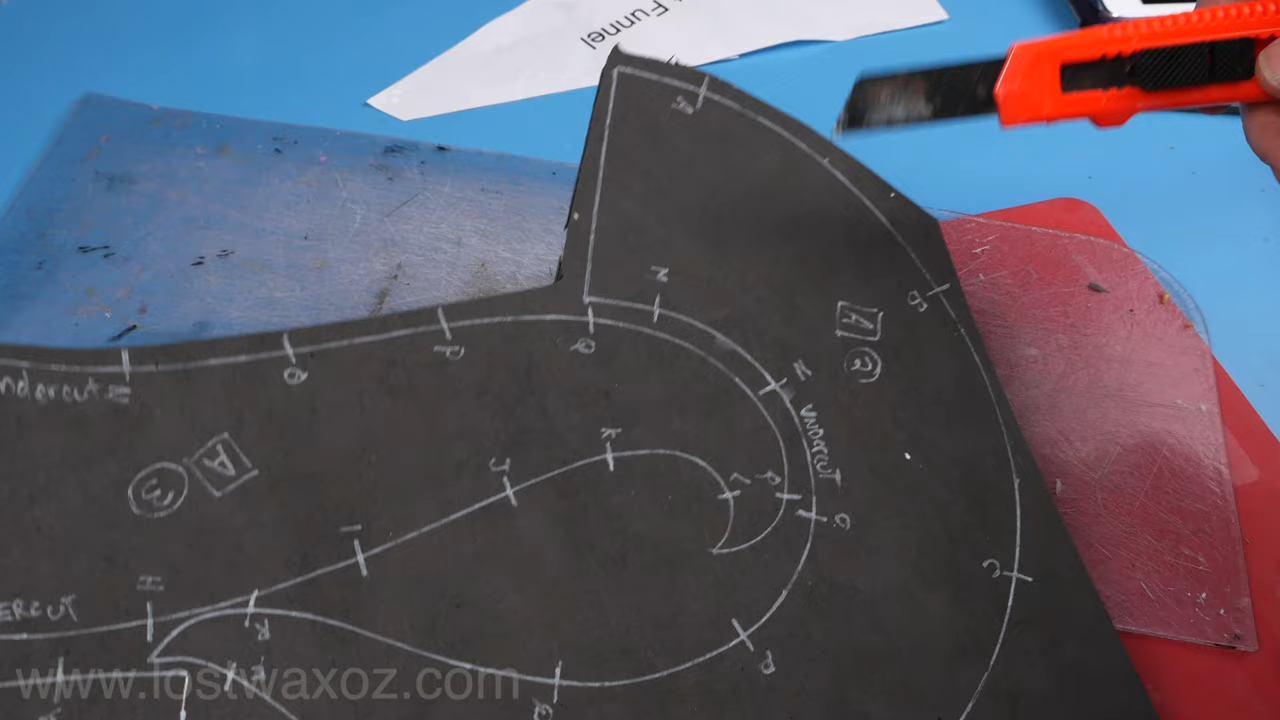 Funnel
A
B
N
A
2
M
UNDERCUT
Q
P
O
ndercut
K
A
3
J
L
P
O
I
C
H
ERCUT
R
P
www.lostwaxoz.com
Q